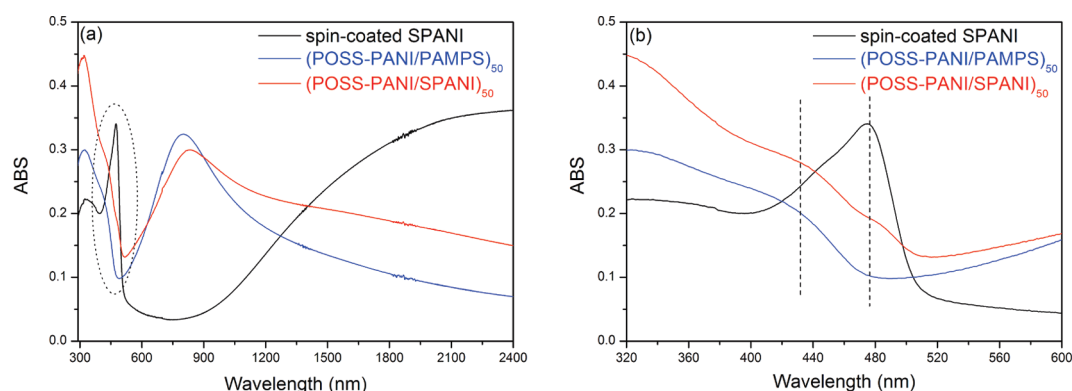 (a)
spin-coated SPANI
(POSS-PANI/PAMPS)50
(POSS-PANI/SPANI)50
0.5
0.4
0.3
0.2
0.1
0.0
ABS
300 600 900 1200 1500 1800 2100 2400
Wavelength (nm)
(b)
spin-coated SPANI
(POSS-PANI/PAMPS)50
(POSS-PANI/SPANI)50
0.5
0.4
0.3
0.2
0.1
0.0
ABS
320 360 400 440 480 520 560 600
Wavelength (nm)